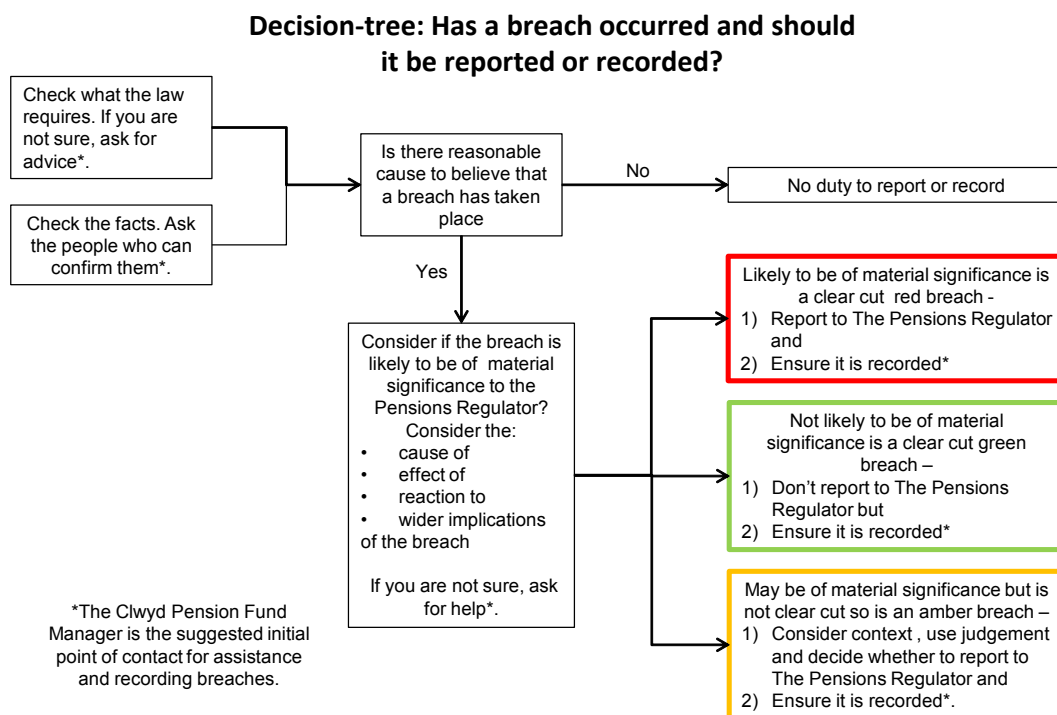 Decision-tree: Has a breach occurred and should
it be reported or recorded?
Check what the law
requires. If you are
not sure, ask for
advice*.
Check the facts. Ask
the people who can
confirm them*.
Is there reasonable
cause to believe that
a breach has taken
place
No
No duty to report or record
Yes
Consider if the breach is
likely to be of material
significance to the
Pensions Regulator?
Consider the:
• cause of
• effect of
• reaction to
• wider implications
of the breach
If you are not sure, ask
for help*.
Likely to be of material significance is
a clear cut red breach -
1) Report to The Pensions Regulator
and
2) Ensure it is recorded*
Not likely to be of material
significance is a clear cut green
breach –
1) Don't report to The Pensions
Regulator but
2) Ensure it is recorded*
May be of material significance but is
not clear cut so is an amber breach –
1) Consider context , use judgement
and decide whether to report to
The Pensions Regulator and
2) Ensure it is recorded*.
*The Clwyd Pension Fund
Manager is the suggested initial
point of contact for assistance
and recording breaches.